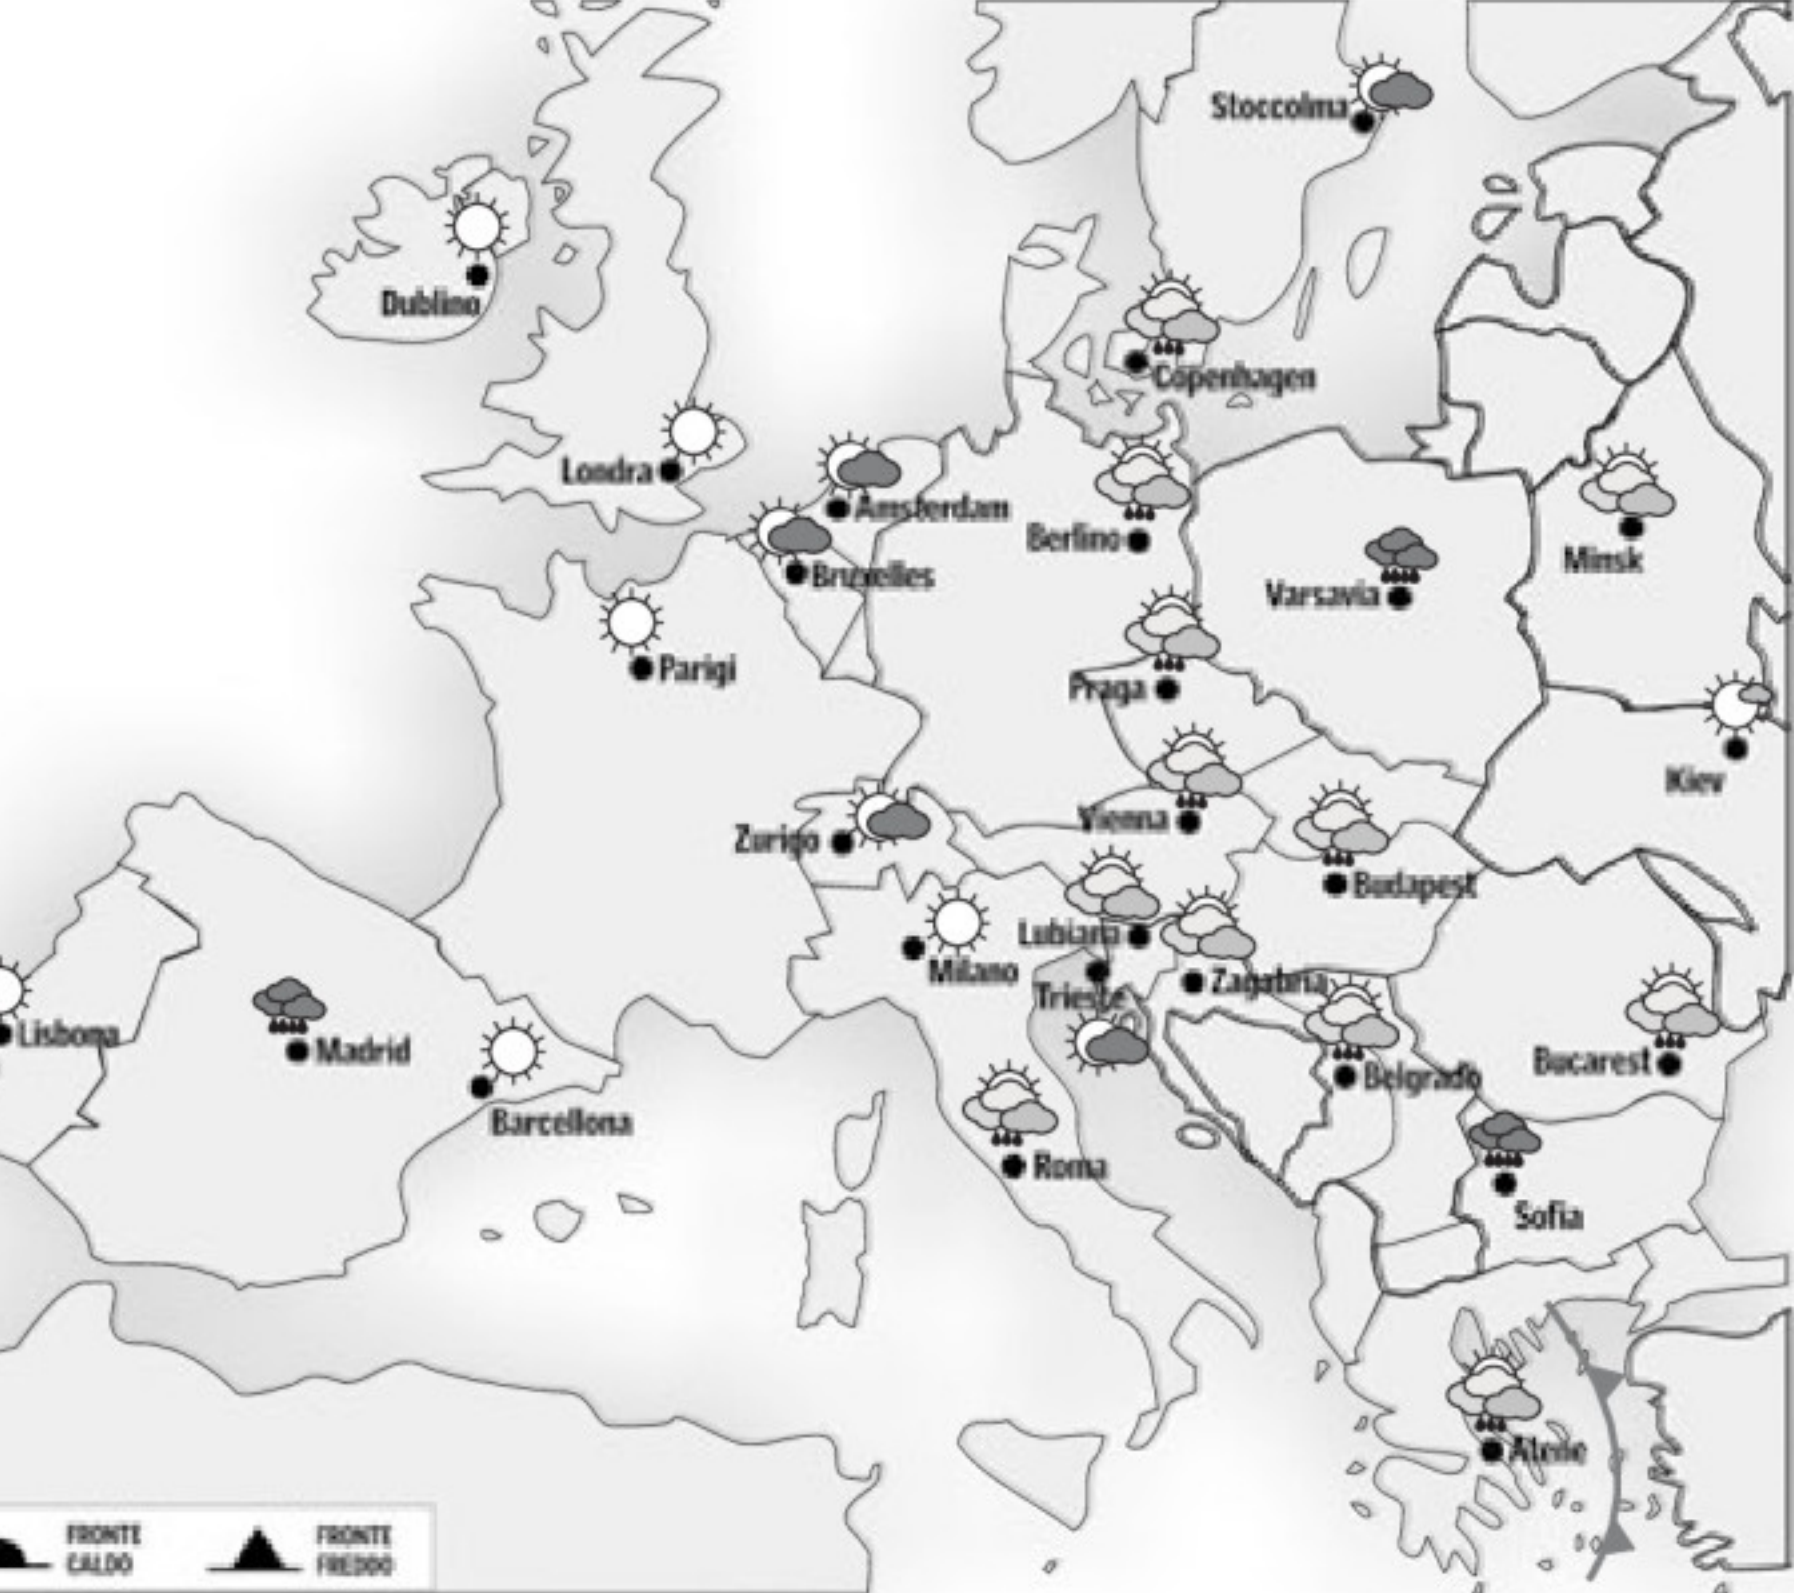 Stoccolma
Dublino
Copenhagen
Londra
Amsterdam
Berlino
Minsk
Bruxelles
Varsavia
Parigi
Praga
Kiev
Vienna
Zurigo
Budapest
Lubiana
Milano
Zagabria
Trieste
Lisbona
Madrid
Belgrado
Bucarest
Barcellona
Roma
Sofia
Atene
FRONTE
CALDO
FRONTE
FREDDO